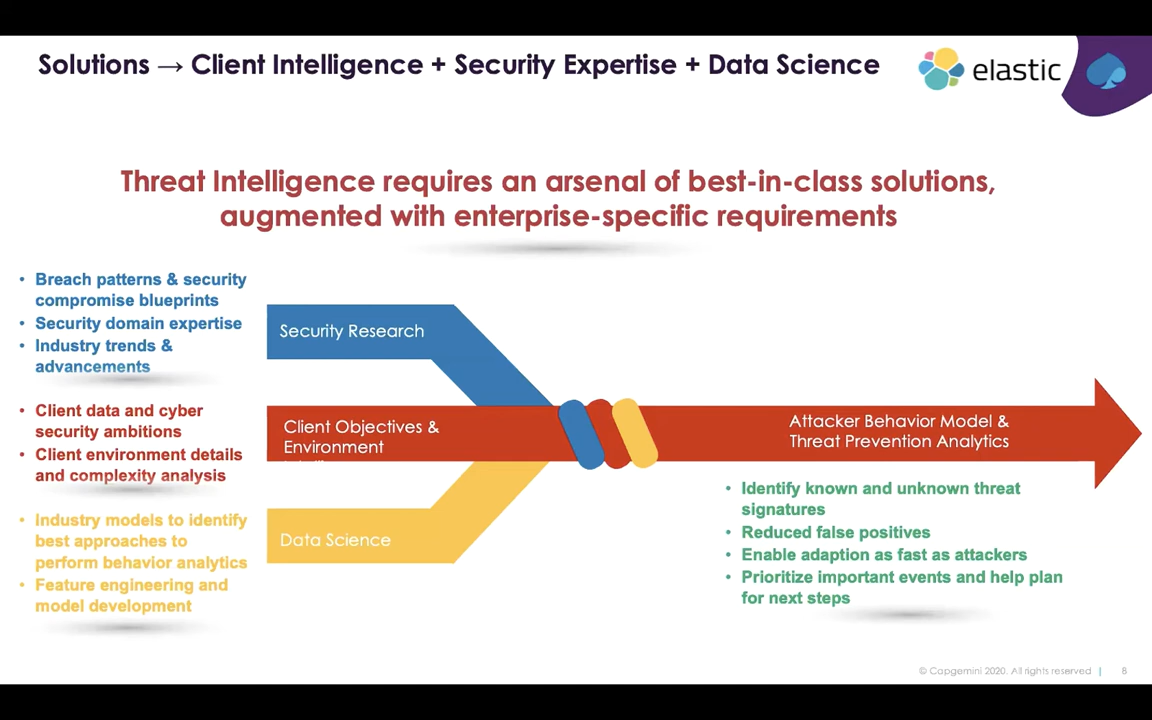 Solutions → Client Intelligence + Security Expertise + Data Science
elastic
Threat Intelligence requires an arsenal of best-in-class solutions,
augmented with enterprise-specific requirements
• Breach patterns & security
compromise blueprints
• Security domain expertise
• Industry trends &
advancements
Security Research
• Client data and cyber
security ambitions
• Client environment details
and complexity analysis
Client Objectives &
Environment
• Industry models to identify
best approaches to
perform behavior analytics
• Feature engineering and
model development
Data Science
Attacker Behavior Model &
Threat Prevention Analytics
• Identify known and unknown threat
signatures
• Reduced false positives
• Enable adaption as fast as attackers
• Prioritize important events and help plan
for next steps
© Capgemini 2020. All rights reserved | 8